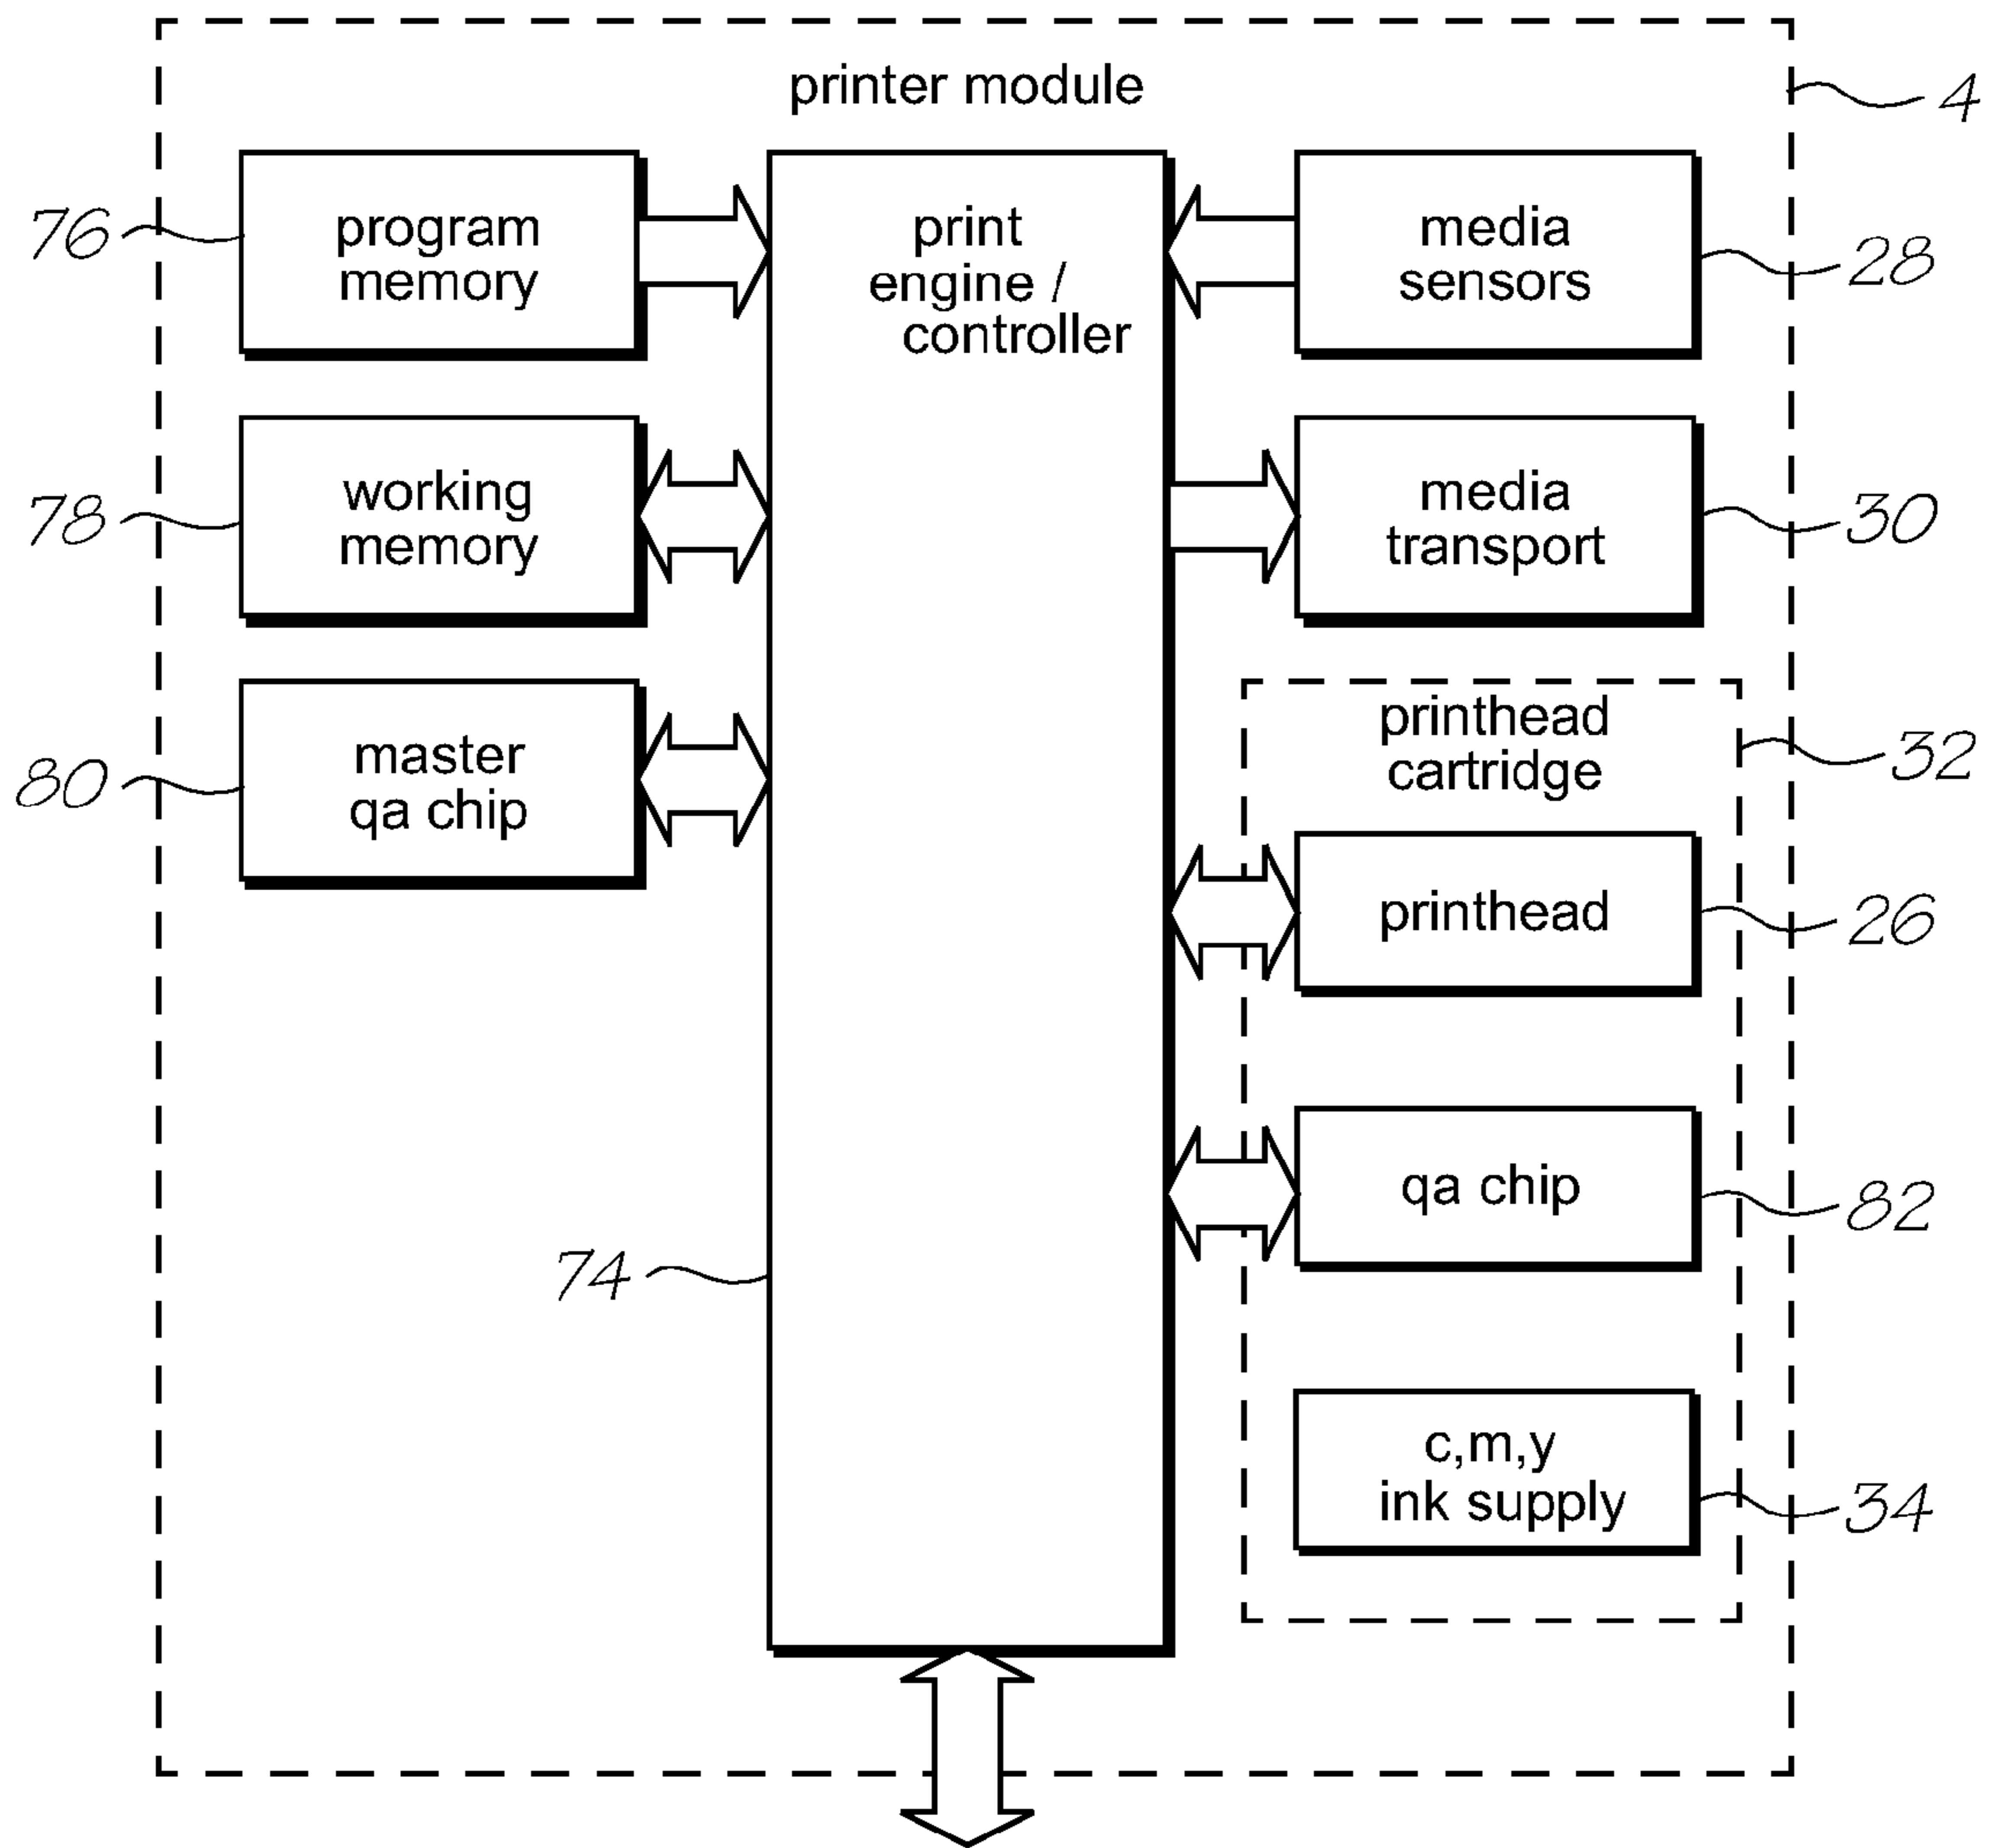 printer module
4
76
program
memory
print
engine /
controller
media
sensors
28
78
working
memory
media
transport
30
80
master
qa chip
printhead
cartridge
32
printhead
26
qa chip
82
74
c,m,y
ink supply
34